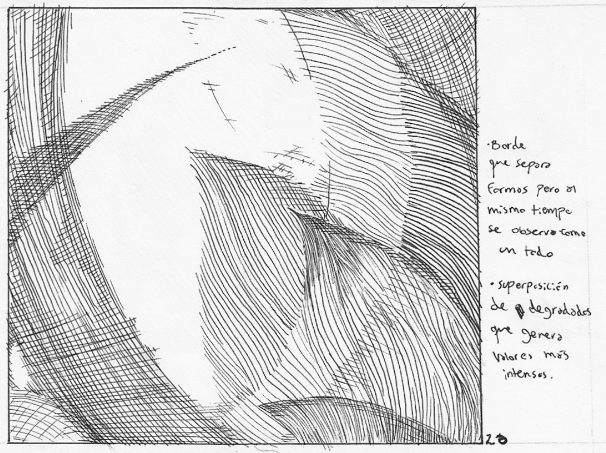 ·Borde
que separa
formas pero al
mismo tiempo
se observa como
un todo
·superposición
de degradados
que genera
valores más
intensos.
28